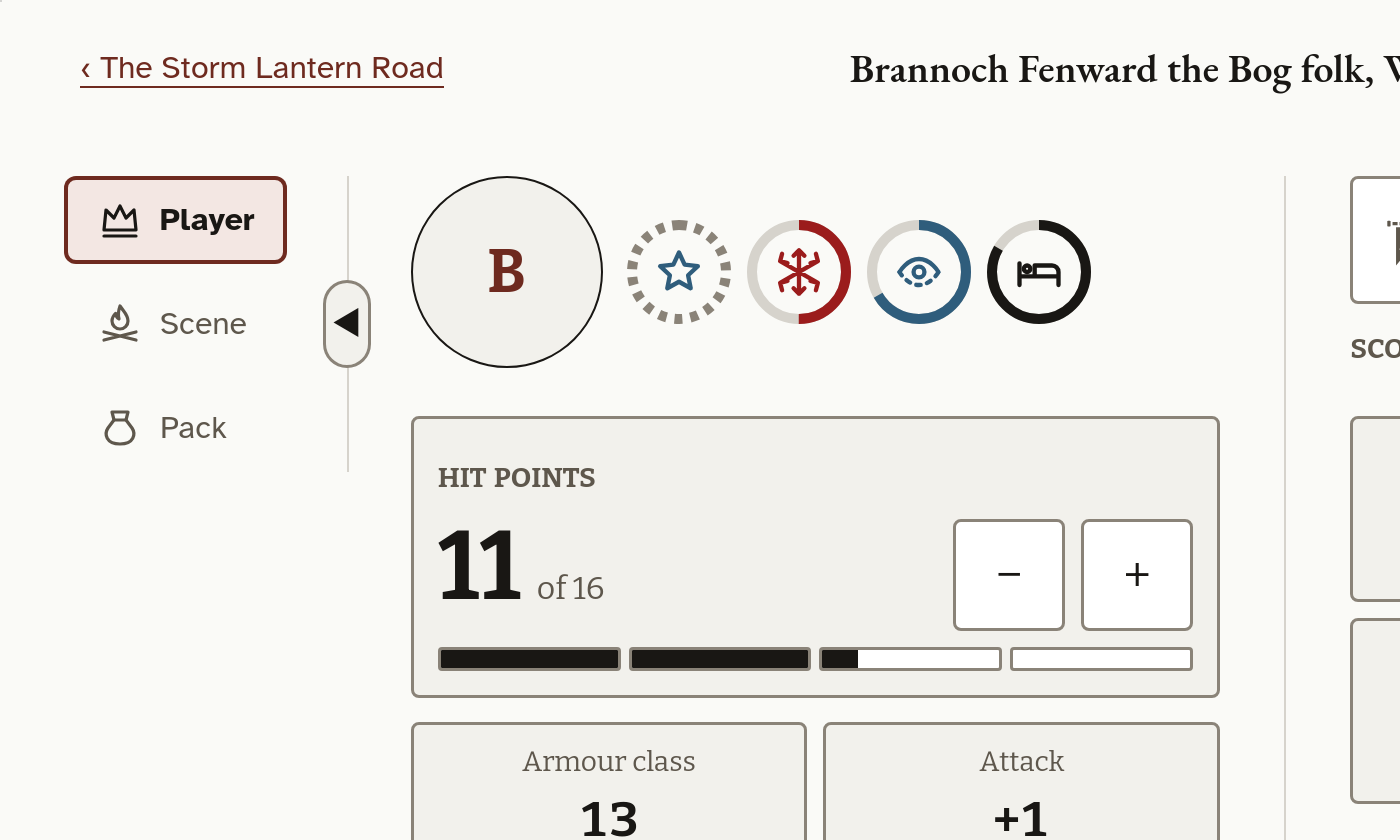 ‹ The Storm Lantern Road
Brannoch Fenward the Bog folk,
Player
Scene
Pack
B
HIT POINTS
11 of 16
− +
Armour class
13
Attack
+1
SCO